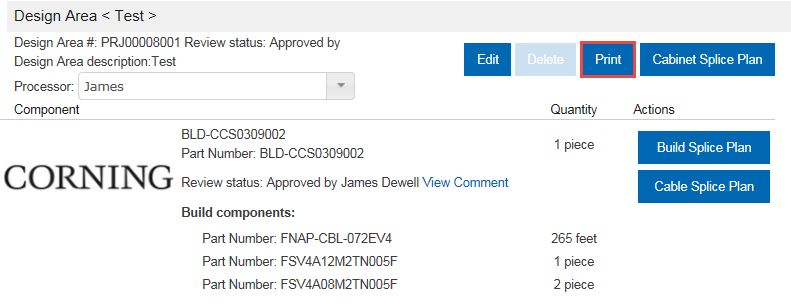 Design Area < Test >
Design Area #: PRJ00008001 Review status: Approved by
Design Area description:Test
Edit Delete Print Cabinet Splice Plan
Processor: James
Component Quantity Actions
BLD-CCS0309002
Part Number: BLD-CCS0309002
1 piece
Build Splice Plan
CORNING
Review status: Approved by James Dewell View Comment
Cable Splice Plan
Build components:
Part Number: FNAP-CBL-072EV4 265 feet
Part Number: FSV4A12M2TN005F 1 piece
Part Number: FSV4A08M2TN005F 2 piece